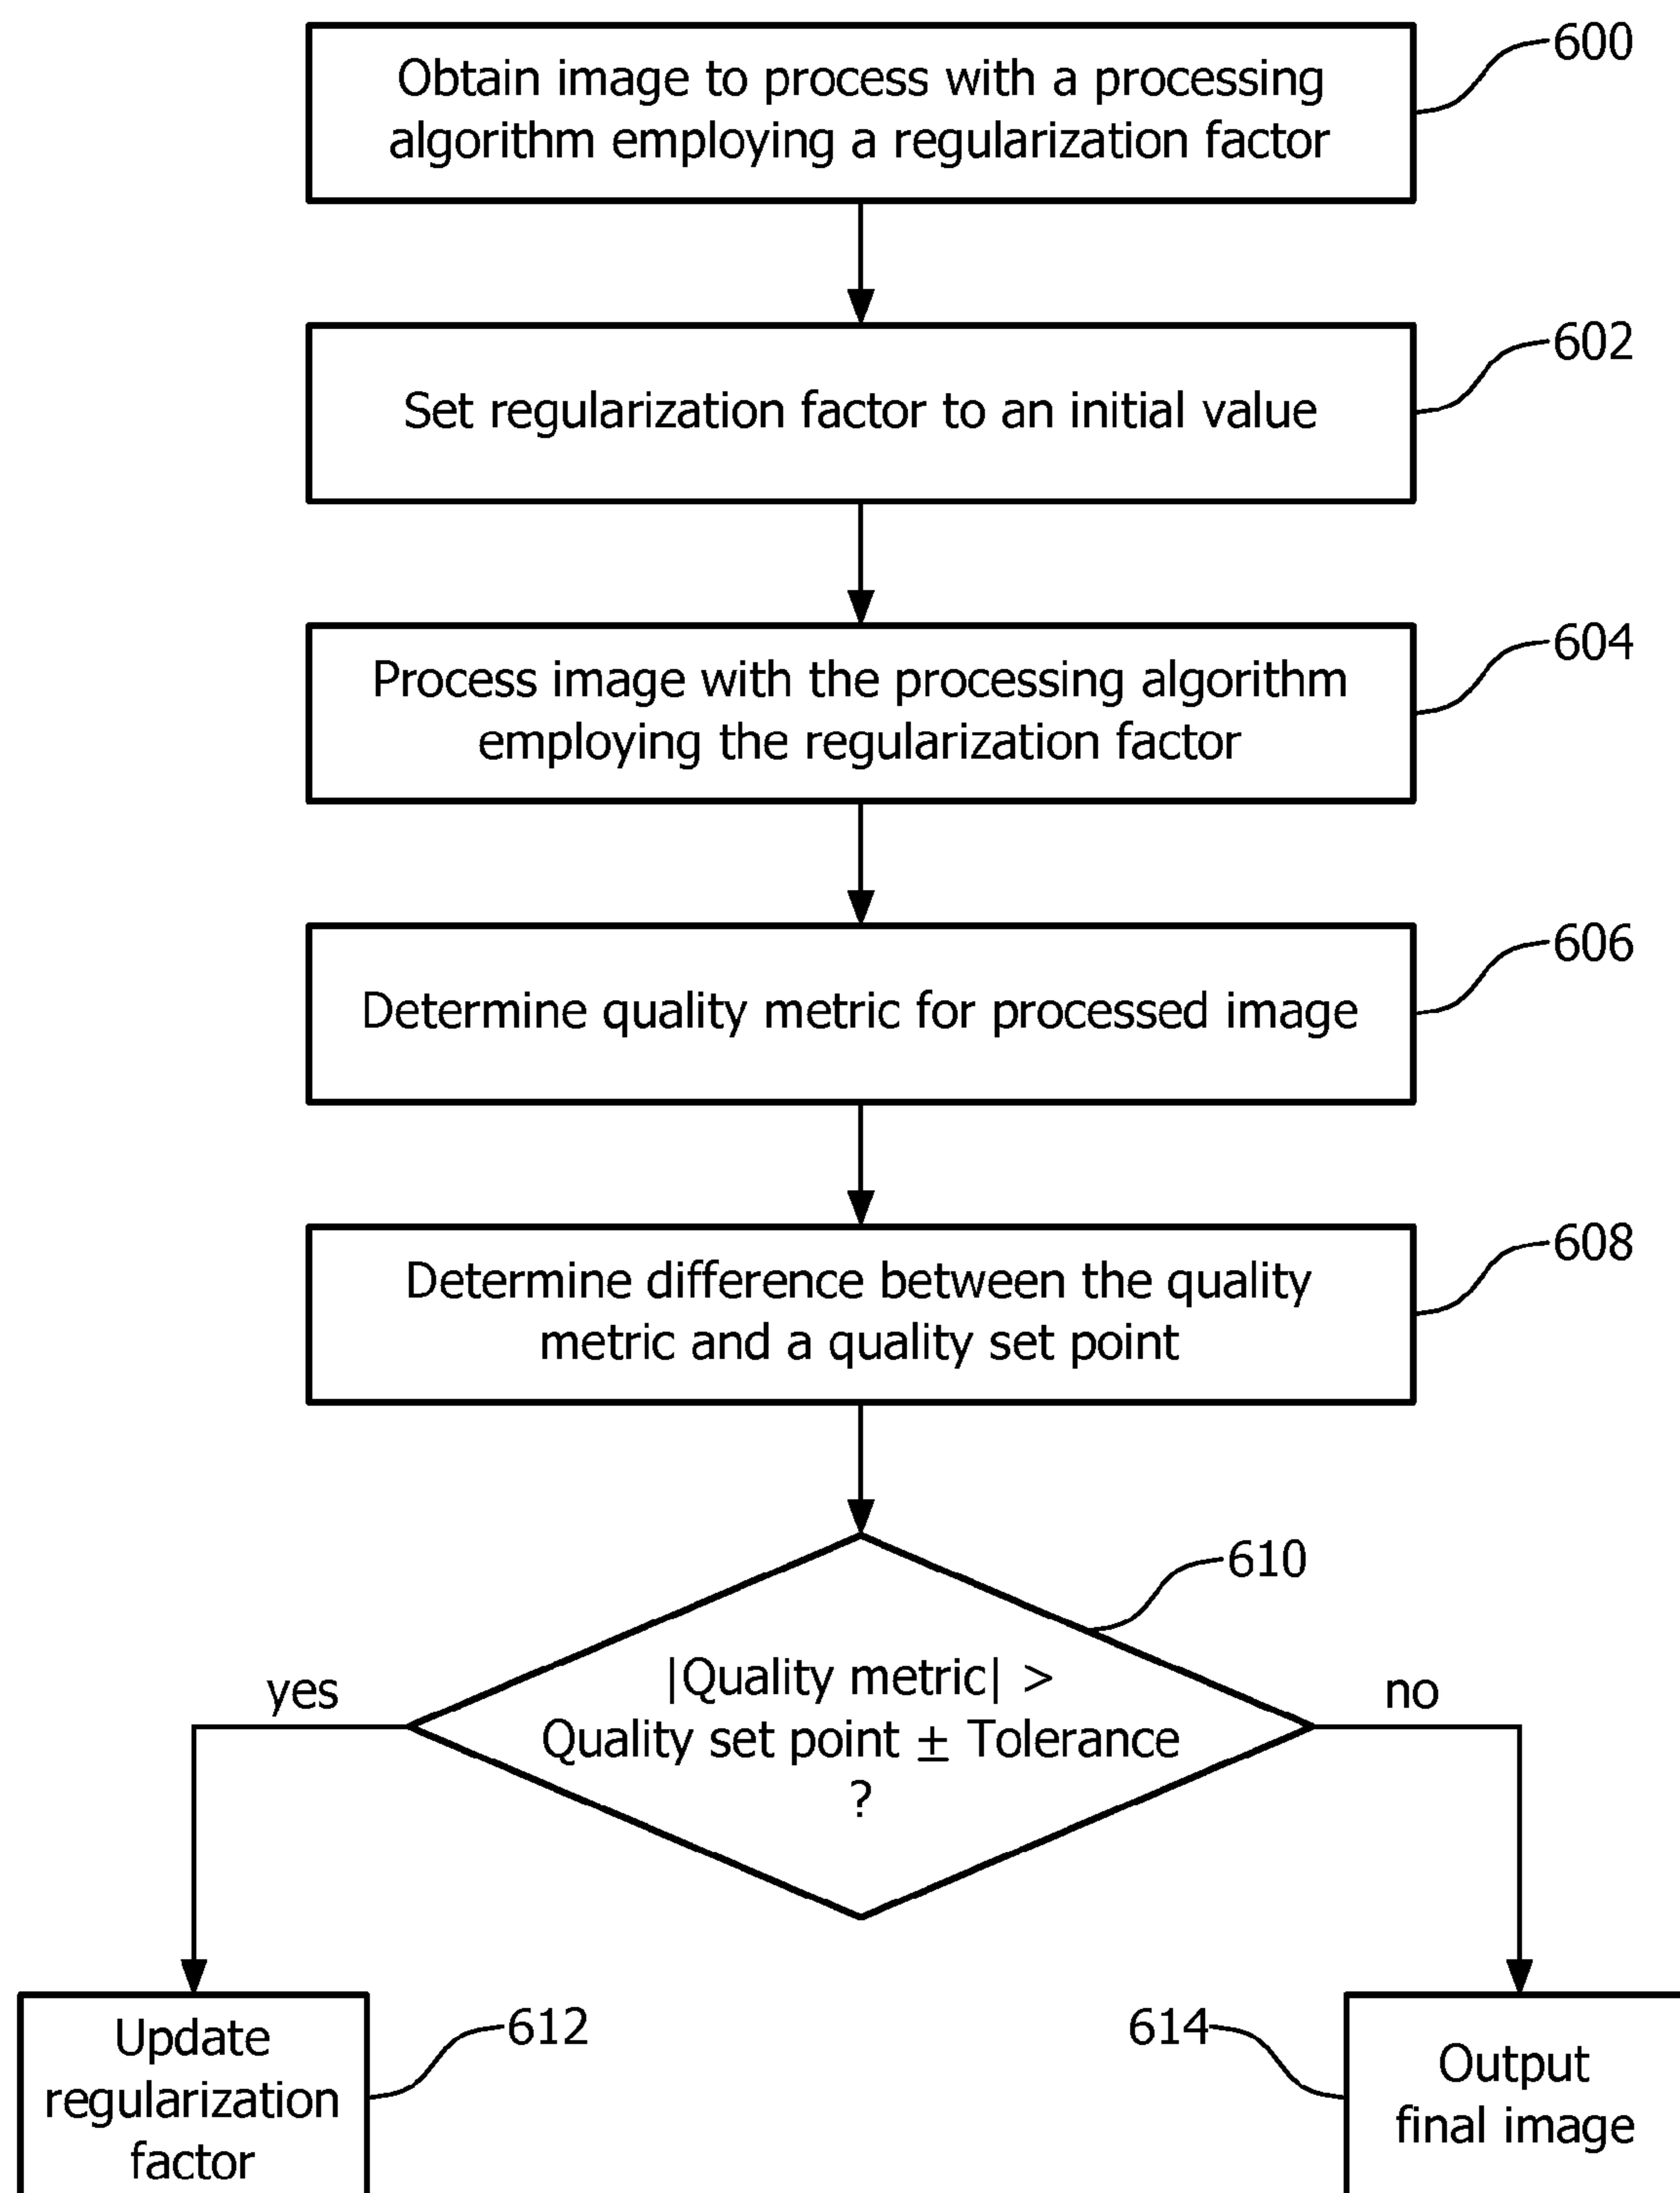 Obtain image to process with a processing
algorithm employing a regularization factor
600
Set regularization factor to an initial value
602
Process image with the processing algorithm
employing the regularization factor
604
Determine quality metric for processed image
606
Determine difference between the quality
metric and a quality set point
608
610
|Quality metric| >
Quality set point ± Tolerance
?
yes
no
Update
regularization
factor
612
614
Output
final image